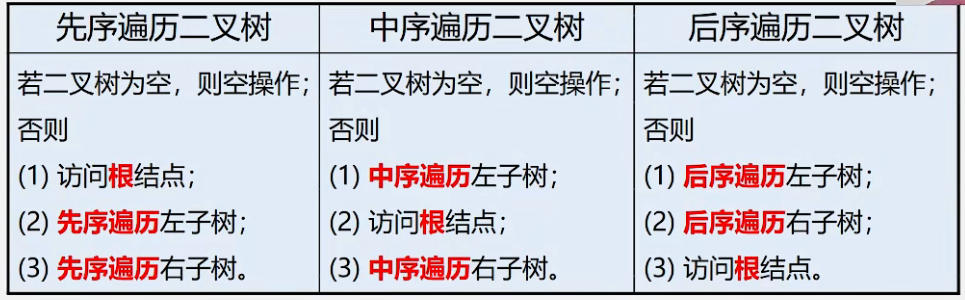 先序遍历二叉树
中序遍历二叉树
后序遍历二叉树
若二叉树为空，则空操作；
否则
(1) 访问根结点；
(2) 先序遍历左子树；
(3) 先序遍历右子树。
若二叉树为空，则空操作；
否则
(1) 中序遍历左子树；
(2) 访问根结点；
(3) 中序遍历右子树。
若二叉树为空，则空操作；
否则
(1) 后序遍历左子树；
(2) 后序遍历右子树；
(3) 访问根结点。